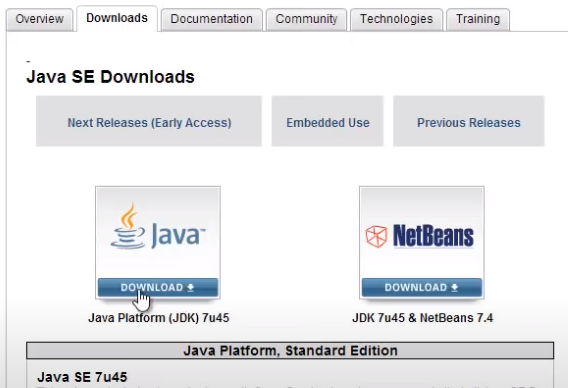 Overview Downloads Documentation Community Technologies Training
Java SE Downloads
Next Releases (Early Access) Embedded Use Previous Releases
Java™ NetBeans
DOWNLOAD DOWNLOAD
Java Platform (JDK) 7u45 JDK 7u45 & NetBeans 7.4
Java Platform, Standard Edition
Java SE 7u45